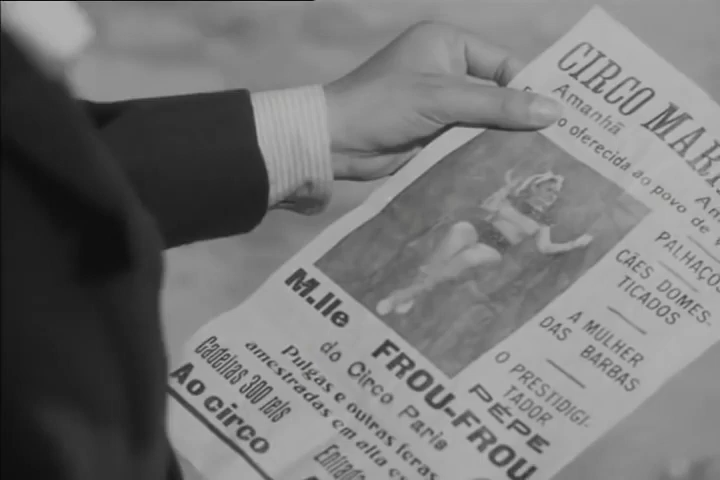 CIRCO
Amanhã
oferecida ao povo de
PALHAÇOS
CÃES DOMES-
TICADOS
A MULHER
DAS BARBAS
O PRESTIDIGI-
TADOR
PÉPE
M.lle FROU-FROU
do Circo Paris
Pulgas e outras feras
amestradas em alta
Cadeiras 300 reis
Ao circo